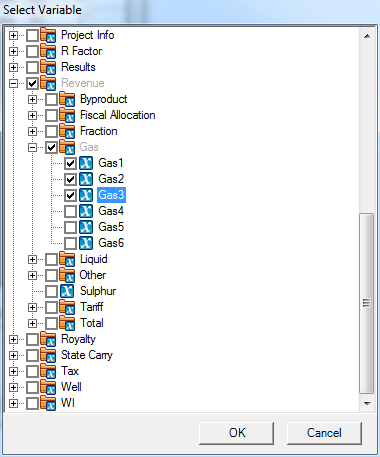 Select Variable
Project Info
R Factor
Results
Revenue
Byproduct
Fiscal Allocation
Fraction
Gas
Gas1
Gas2
Gas3
Gas4
Gas5
Gas6
Liquid
Other
Sulphur
Tariff
Total
Royalty
State Carry
Tax
Well
WI
OK Cancel